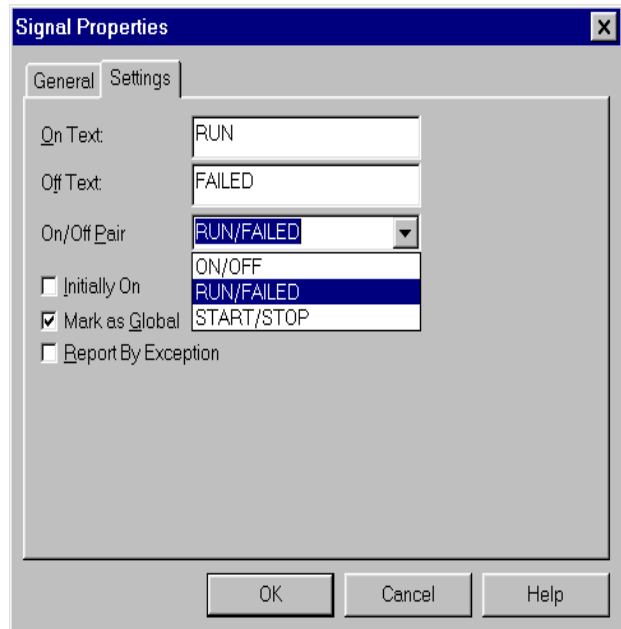 Signal Properties
General Settings
On Text: RUN
Off Text: FAILED
On/Off Pair RUN/FAILED
ON/OFF
Initially On RUN/FAILED
Mark as Global START/STOP
Report By Exception
OK Cancel Help